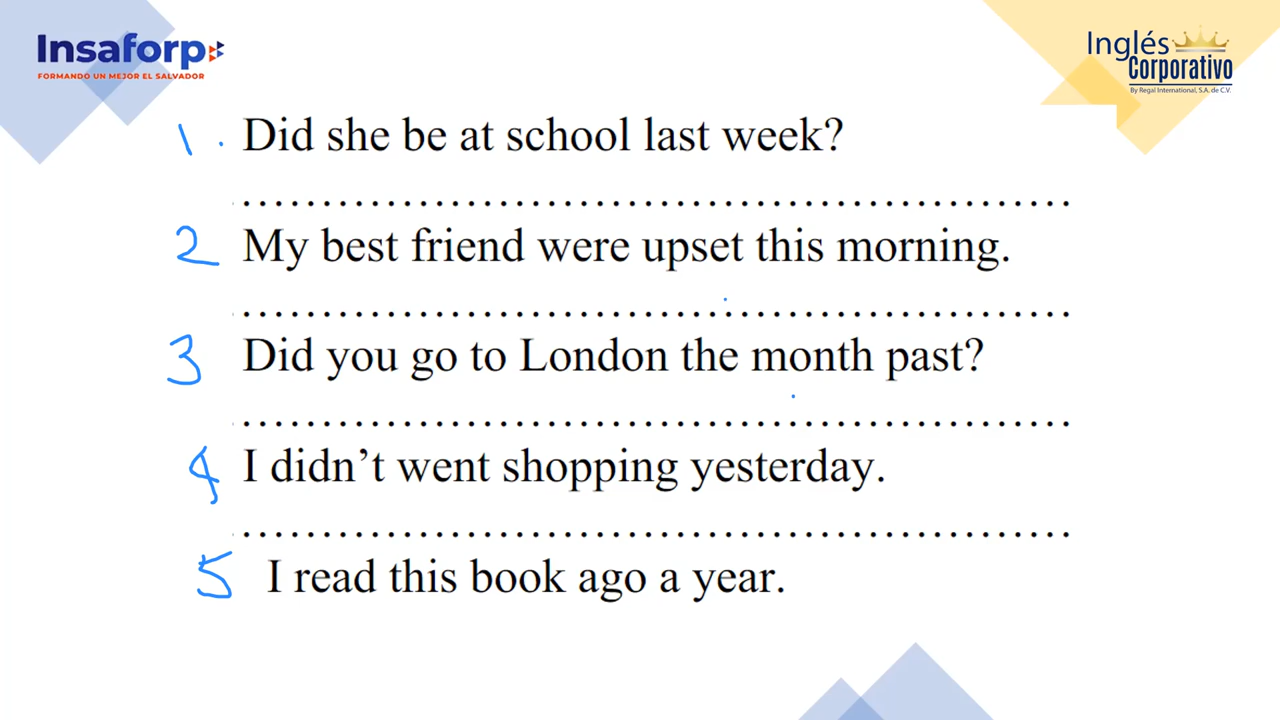 Insaforp
FORMANDO UN MEJOR EL SALVADOR
Inglés
Corporativo
By Regal International, S.A. de C.V.
1. Did she be at school last week?
....................................................
2 My best friend were upset this morning.
....................................................
3 Did you go to London the month past?
....................................................
4 I didn’t went shopping yesterday.
....................................................
5 I read this book ago a year.